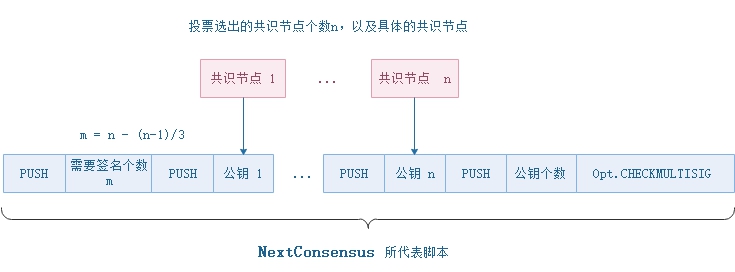 投票选出的共识节点个数n，以及具体的共识节点
共识节点 1
...
共识节点 n
m = n - (n-1)/3
PUSH
需要签名个数
m
PUSH
公钥 1
...
PUSH
公钥 n
PUSH
公钥个数
Opt.CHECKMULTISIG
NextConsensus 所代表脚本